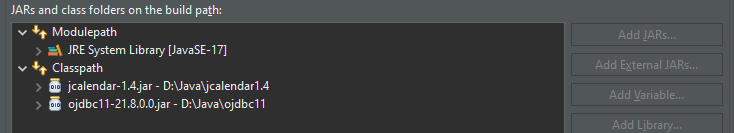 JARs and class folders on the build path:
Modulepath
JRE System Library [JavaSE-17]
Classpath
jcalendar-1.4.jar - D:\Java\jcalendar1.4
ojdbc11-21.8.0.0.jar - D:\Java\ojdbc11
Add JARs...
Add External JARs...
Add Variable...
Add Library...